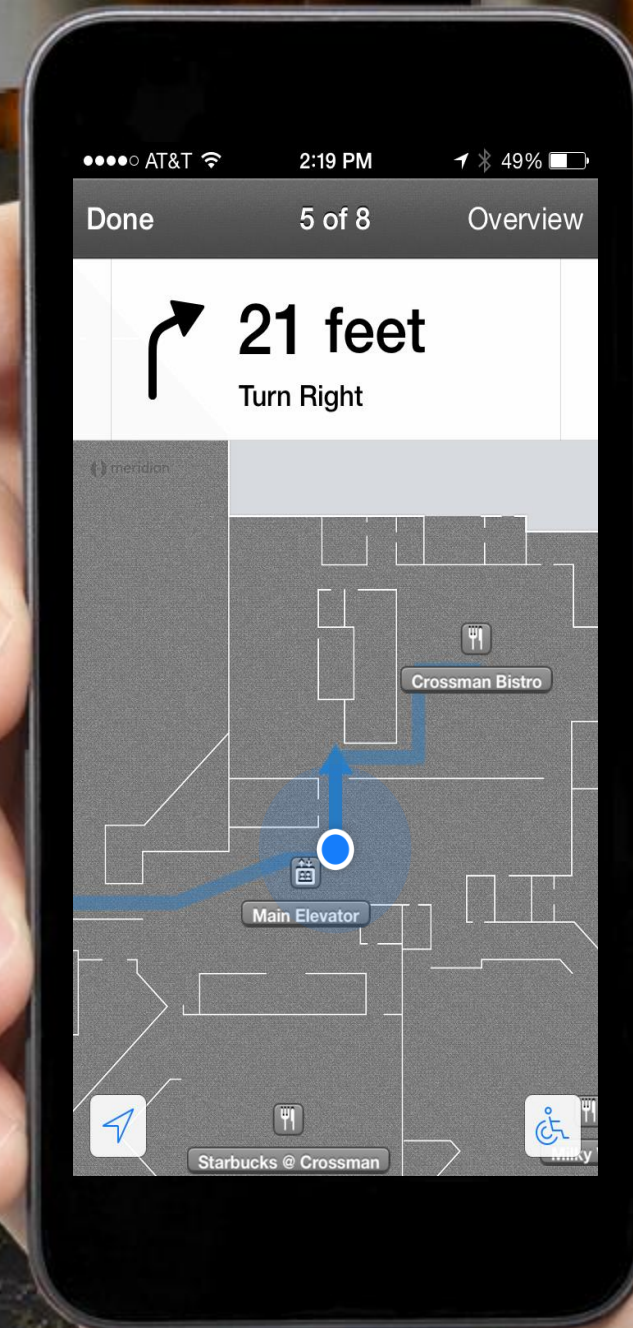 AT&T 2:19 PM 49%
Done 5 of 8 Overview
21 feet
Turn Right
meridian
Crossman Bistro
Main Elevator
Starbucks @ Crossman